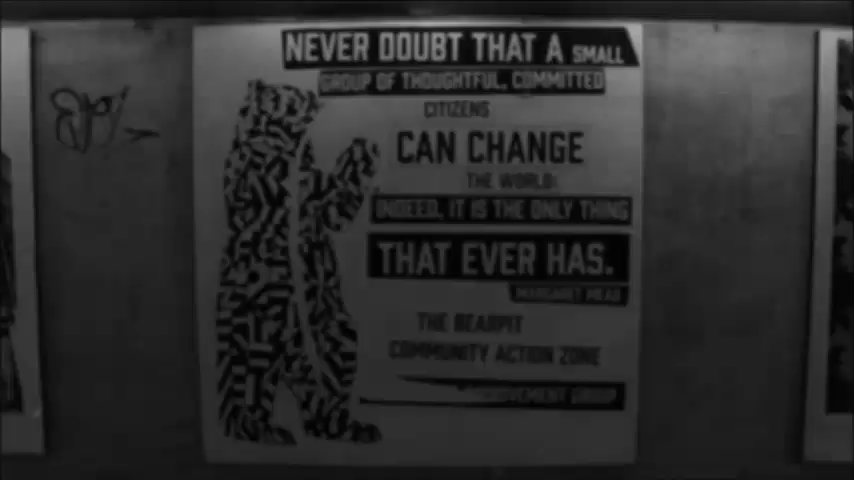 NEVER DOUBT THAT A SMALL
GROUP OF THOUGHTFUL, COMMITTED
CITIZENS
CAN CHANGE
THE WORLD:
INDEED, IT IS THE ONLY THING
THAT EVER HAS.
MARGARET MEAD
THE BEARPIT
COMMUNITY ACTION ZONE
GROUP